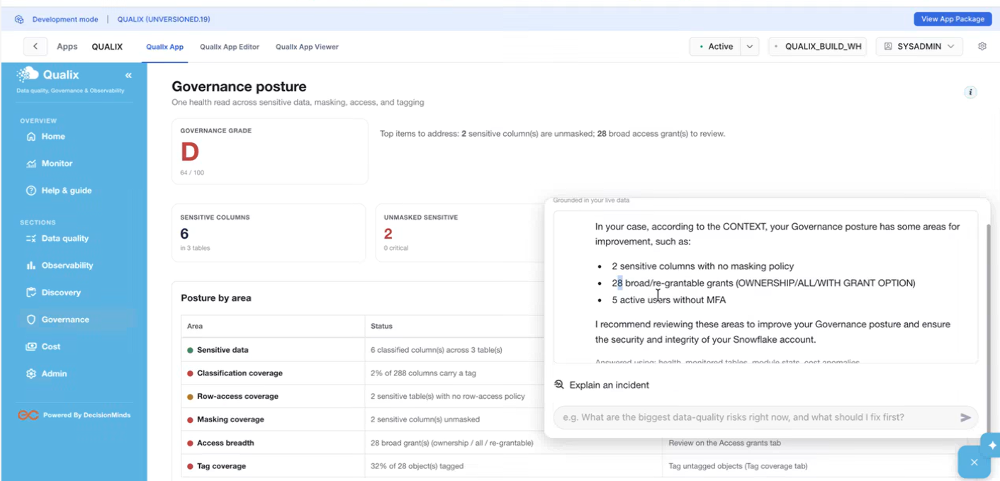 Development mode | QUALIX (UNVERSIONED.19)
View App Package
Apps QUALIX Qualix App Qualix App Editor Qualix App Viewer
Active QUALIX_BUILD_WH SYSADMIN
Qualix «
Data quality, Governance & Observability
OVERVIEW
Home
Monitor
Help & guide
SECTIONS
Data quality
Observability
Discovery
Governance
Cost
Admin
Powered By DecisionMinds
Governance posture
One health read across sensitive data, masking, access, and tagging
i
GOVERNANCE GRADE
D
64 / 100
Top items to address: 2 sensitive column(s) are unmasked; 28 broad access grant(s) to review.
SENSITIVE COLUMNS
6
in 3 tables
UNMASKED SENSITIVE
2
0 critical
Posture by area
Area Status
Sensitive data 6 classified column(s) across 3 table(s)
Classification coverage 2% of 288 columns carry a tag
Row-access coverage 2 sensitive table(s) with no row-access policy
Masking coverage 2 sensitive column(s) unmasked
Access breadth 28 broad grant(s) (ownership / all / re-grantable) Review on the Access grants tab
Tag coverage 32% of 28 object(s) tagged Tag untagged objects (Tag coverage tab)
Grounded in your live data
In your case, according to the CONTEXT, your Governance posture has some areas for
improvement, such as:
• 2 sensitive columns with no masking policy
• 28 broad/re-grantable grants (OWNERSHIP/ALL/WITH GRANT OPTION)
• 5 active users without MFA
I recommend reviewing these areas to improve your Governance posture and ensure
the security and integrity of your Snowflake account.
Answered using: health, monitored tables, module stats, cost anomalies
Explain an incident
e.g. What are the biggest data-quality risks right now, and what should I fix first?